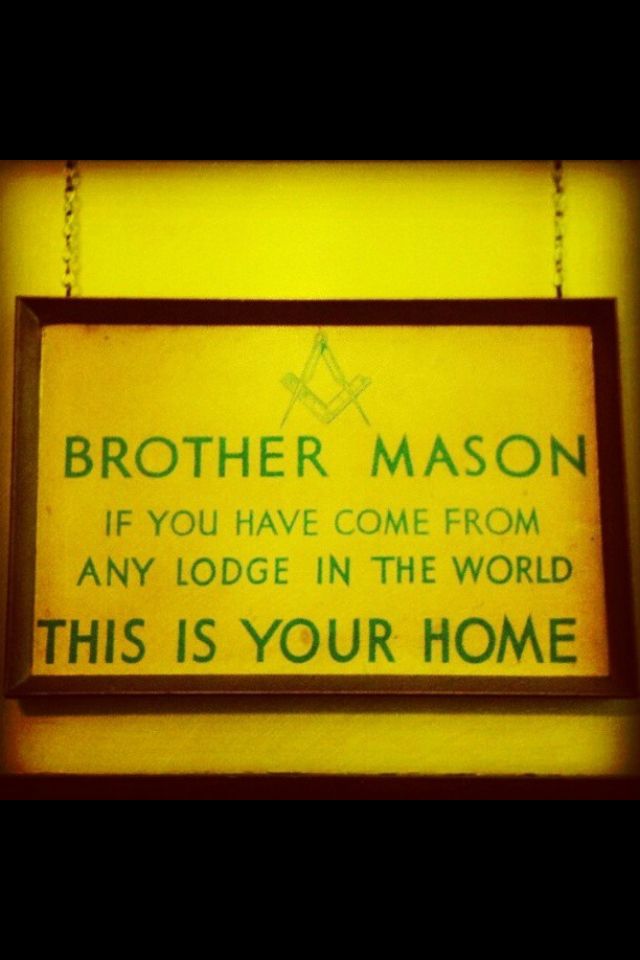 BROTHER MASON
IF YOU HAVE COME FROM
ANY LODGE IN THE WORLD
THIS IS YOUR HOME